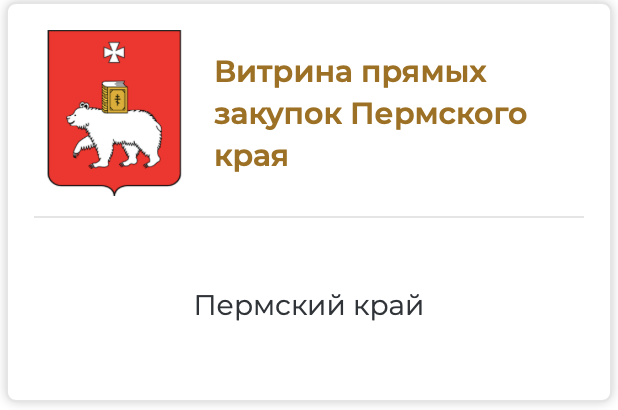 Витрина прямых
закупок Пермского
края
Пермский край